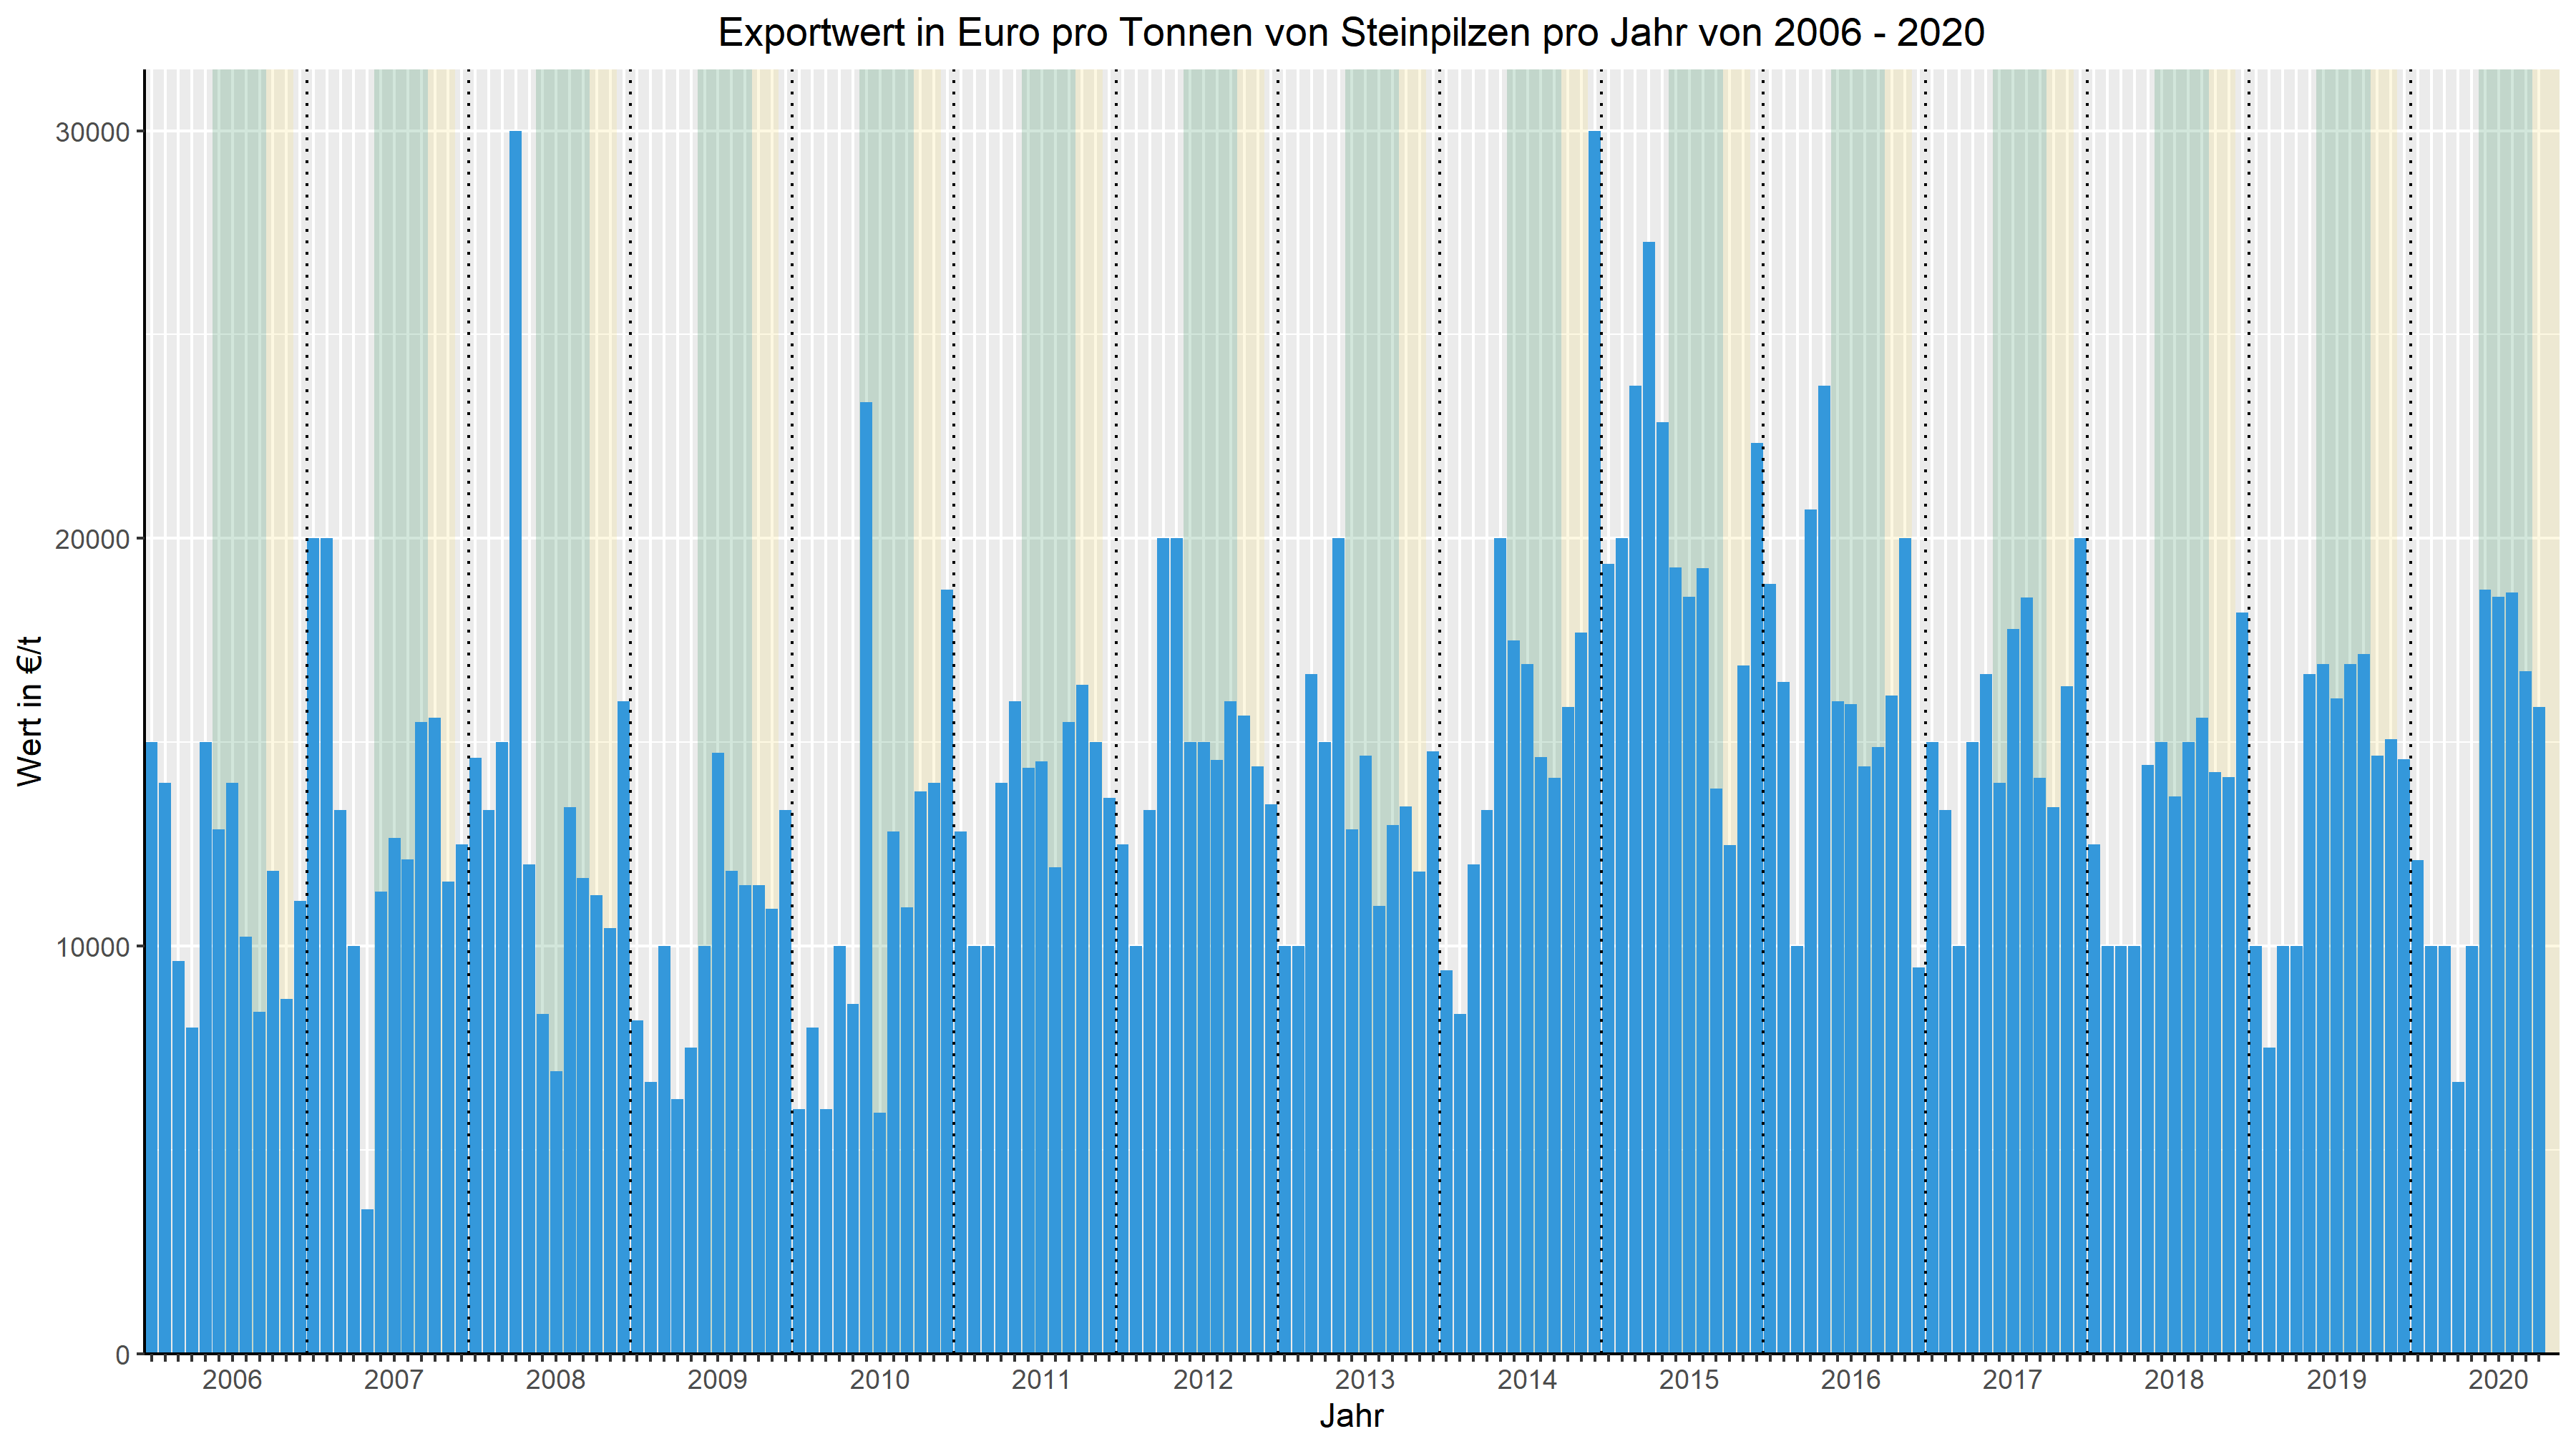 Exportwert in Euro pro Tonnen von Steinpilzen pro Jahr von 2006 - 2020
Wert in €/t
30000
20000
10000
0
2006 2007 2008 2009 2010 2011 2012 2013 2014 2015 2016 2017 2018 2019 2020
Jahr